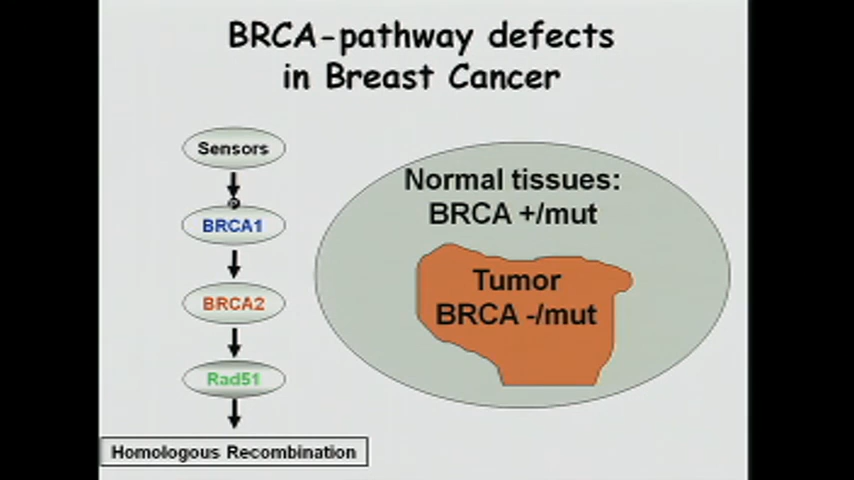 BRCA-pathway defects
in Breast Cancer
Sensors
P
BRCA1
BRCA2
Rad51
Homologous Recombination
Normal tissues:
BRCA +/mut
Tumor
BRCA -/mut